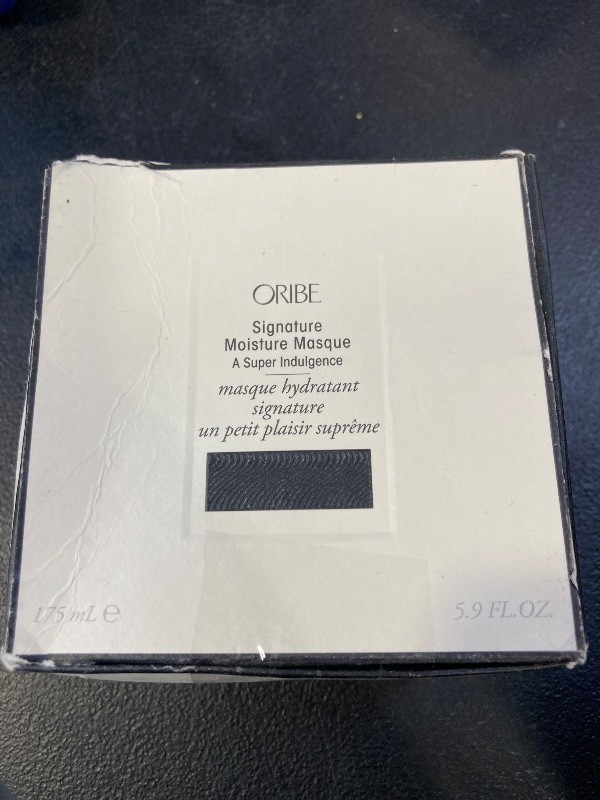 ORIBE
Signature
Moisture Masque
A Super Indulgence
masque hydratant
signature
un petit plaisir suprême
175 mL ℮
5.9 FL.OZ.